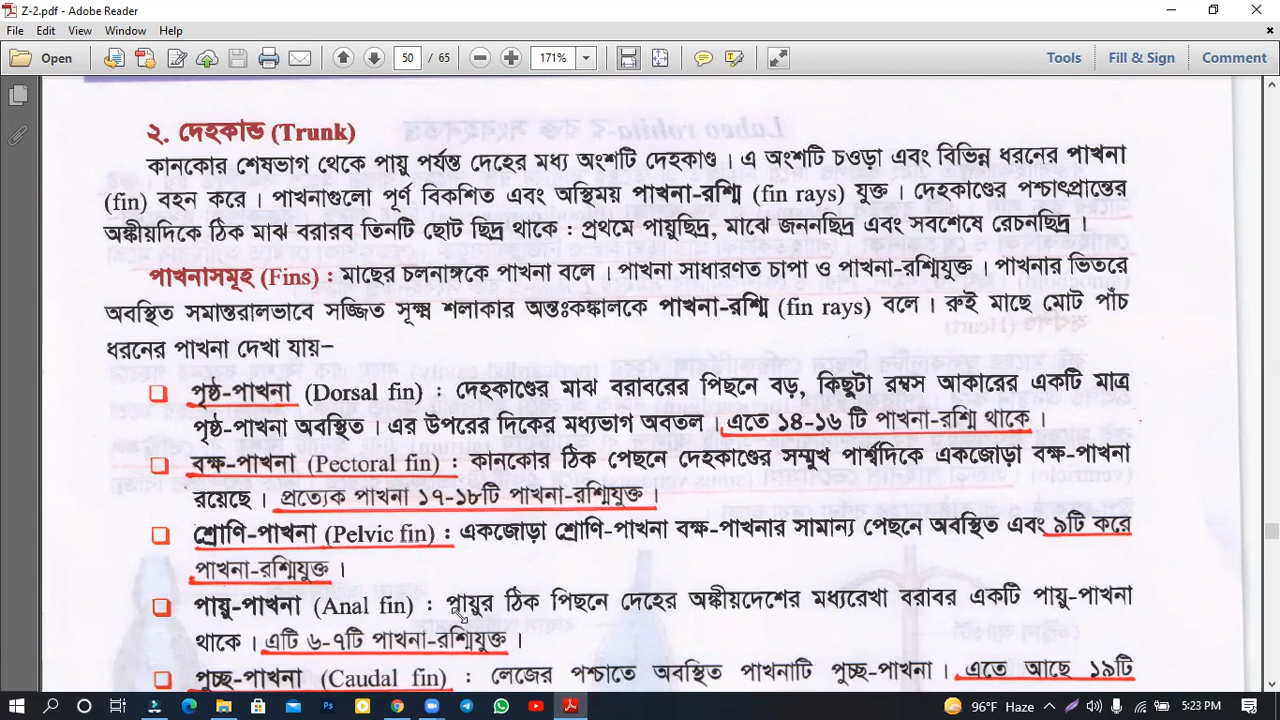 Z-2.pdf - Adobe Reader
File Edit View Window Help
Open 50 / 65 171% Tools Fill & Sign Comment
২. দেহকান্ড (Trunk)
কানকোর শেষভাগ থেকে পায়ু পর্যন্ত দেহের মধ্য অংশটি দেহকাণ্ড। এ অংশটি চওড়া এবং বিভিন্ন ধরনের পাখনা
(fin) বহন করে। পাখনাগুলো পূর্ণ বিকশিত এবং অস্থিময় পাখনা-রশ্মি (fin rays) যুক্ত। দেহকাণ্ডের পশ্চাৎপ্রান্তের
অঙ্কীয়দিকে ঠিক মাঝ বরাবর তিনটি ছোট ছিদ্র থাকে : প্রথমে পায়ুছিদ্র, মাঝে জননছিদ্র এবং সবশেষে রেচনছিদ্র।
পাখনাসমূহ (Fins) : মাছের চলনাঙ্গকে পাখনা বলে। পাখনা সাধারণত চাপা ও পাখনা-রশ্মিযুক্ত। পাখনার ভিতরে
অবস্থিত সমান্তরালভাবে সজ্জিত সূক্ষ্ম শলাকার অন্তঃকঙ্কালকে পাখনা-রশ্মি (fin rays) বলে। রুই মাছে মোট পাঁচ
ধরনের পাখনা দেখা যায়–
পৃষ্ঠ-পাখনা (Dorsal fin) : দেহকাণ্ডের মাঝ বরাবরের পিছনে বড়, কিছুটা রম্বস আকারের একটি মাত্র
পৃষ্ঠ-পাখনা অবস্থিত। এর উপরের দিকের মধ্যভাগ অবতল। এতে ১৪-১৬ টি পাখনা-রশ্মি থাকে।
বক্ষ-পাখনা (Pectoral fin) : কানকোর ঠিক পেছনে দেহকাণ্ডের সম্মুখ পার্শ্বদিকে একজোড়া বক্ষ-পাখনা
রয়েছে। প্রত্যেক পাখনা ১৭-১৮টি পাখনা-রশ্মিযুক্ত।
শ্রোণি-পাখনা (Pelvic fin) : একজোড়া শ্রোণি-পাখনা বক্ষ-পাখনার সামান্য পেছনে অবস্থিত এবং ৯টি করে
পাখনা-রশ্মিযুক্ত।
পায়ু-পাখনা (Anal fin) : পায়ুর ঠিক পিছনে দেহের অঙ্কীয়দেশের মধ্যরেখা বরাবর একটি পায়ু-পাখনা
থাকে। এটি ৬-৭টি পাখনা-রশ্মিযুক্ত।
পুচ্ছ-পাখনা (Caudal fin) : লেজের পশ্চাতে অবস্থিত পাখনাটি পুচ্ছ-পাখনা। এতে আছে ১৯টি
96°F Haze 5:23 PM